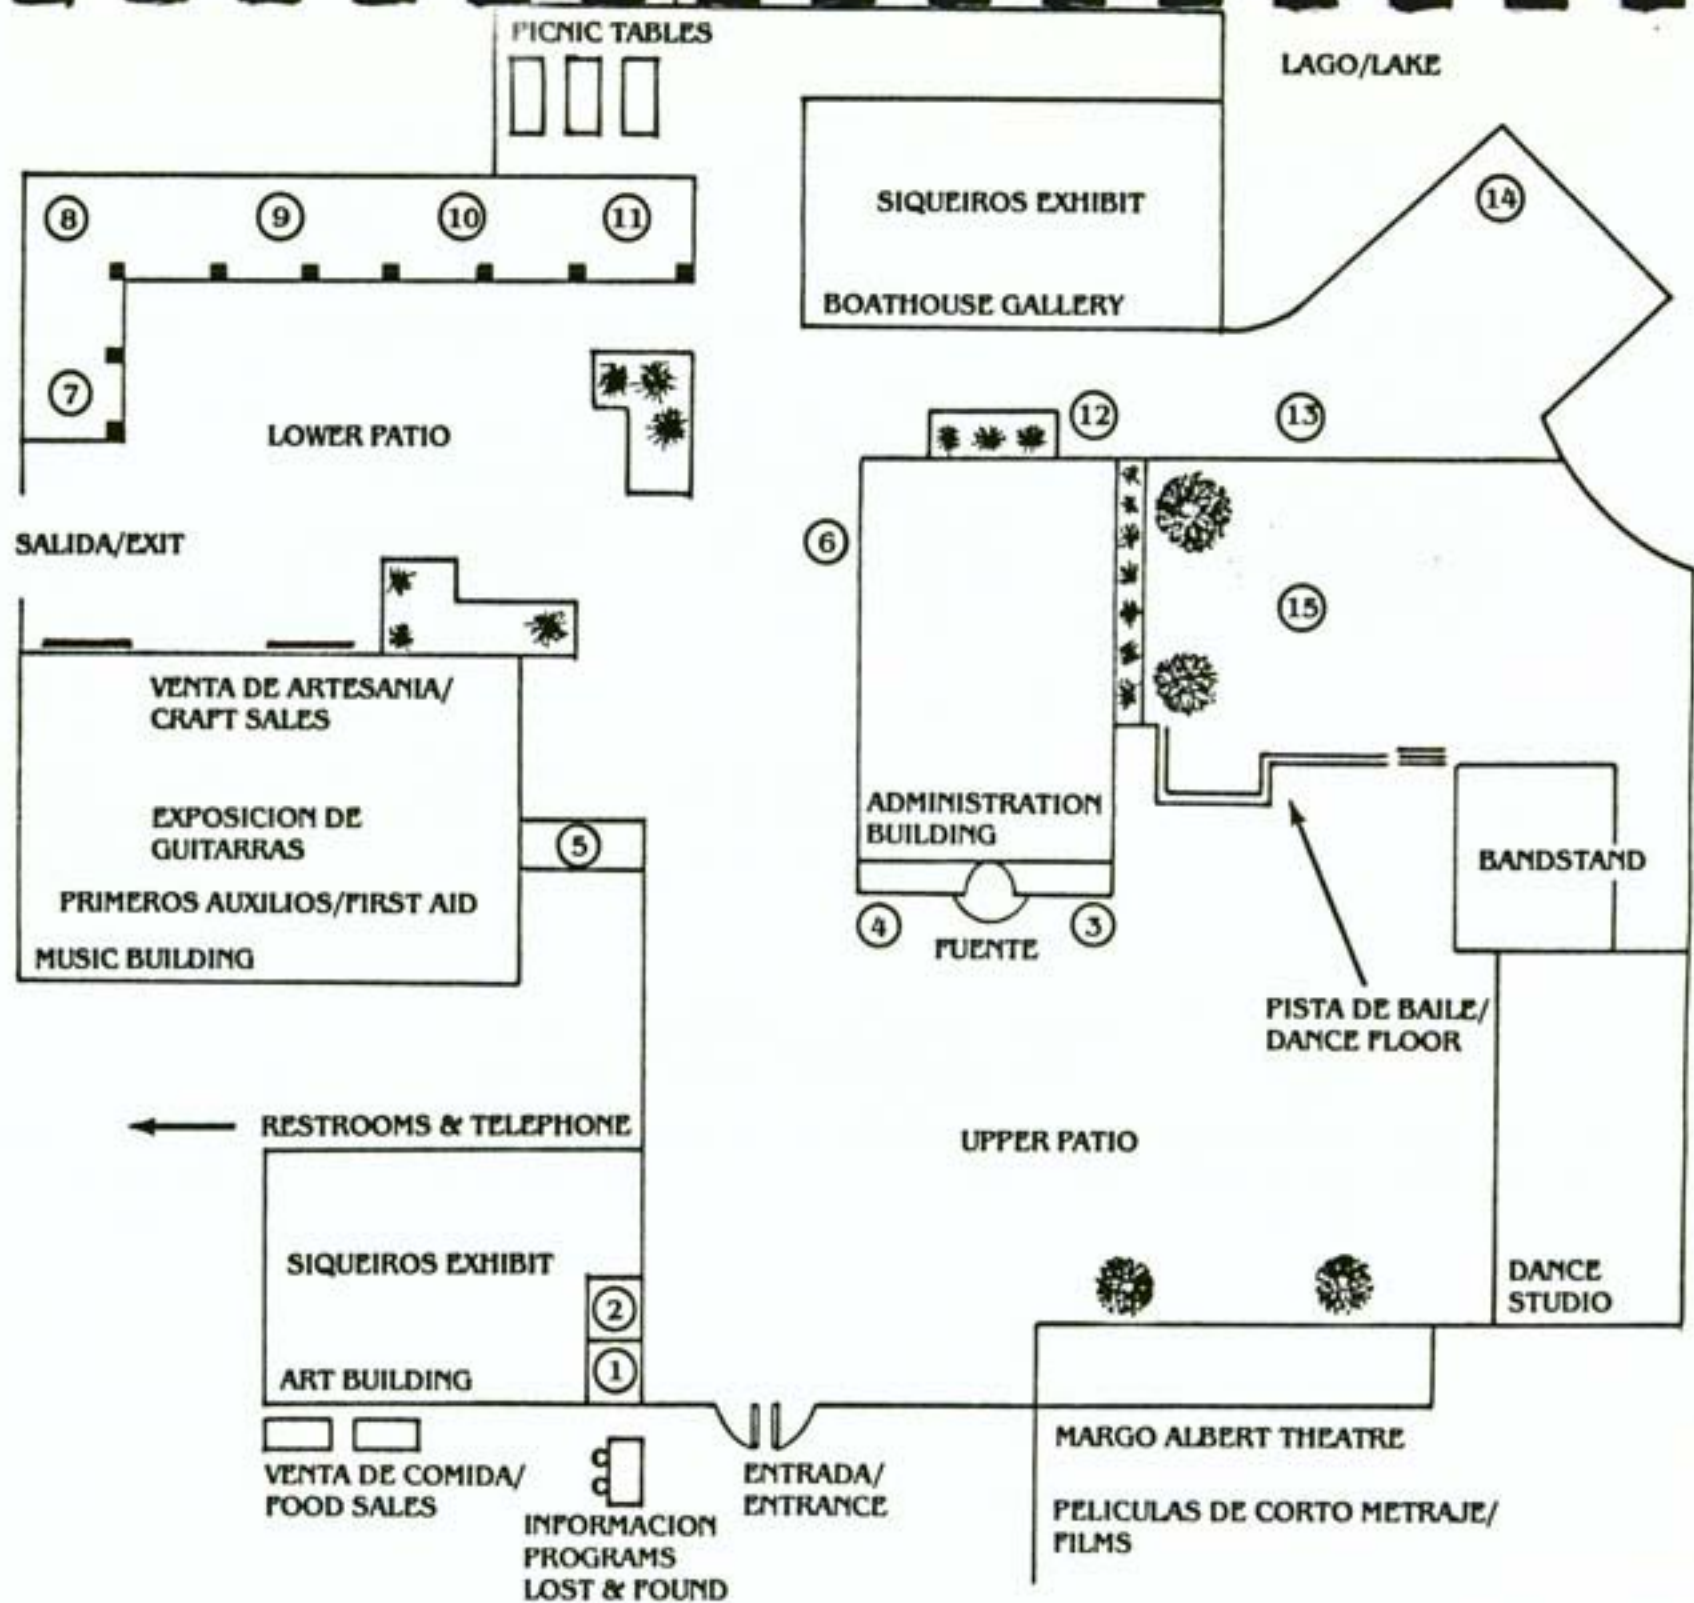 PICNIC TABLES
LAGO/LAKE
8
9
10
11
SIQUEIROS EXHIBIT
14
BOATHOUSE GALLERY
7
LOWER PATIO
12
13
SALIDA/EXIT
6
15
VENTA DE ARTESANIA/
CRAFT SALES
EXPOSICION DE
GUITARRAS
5
ADMINISTRATION
BUILDING
BANDSTAND
PRIMEROS AUXILIOS/FIRST AID
MUSIC BUILDING
4
FUENTE
3
PISTA DE BAILE/
DANCE FLOOR
RESTROOMS & TELEPHONE
UPPER PATIO
SIQUEIROS EXHIBIT
2
1
ART BUILDING
DANCE
STUDIO
VENTA DE COMIDA/
FOOD SALES
INFORMACION
PROGRAMS
LOST & FOUND
ENTRADA/
ENTRANCE
MARGO ALBERT THEATRE
PELICULAS DE CORTO METRAJE/
FILMS